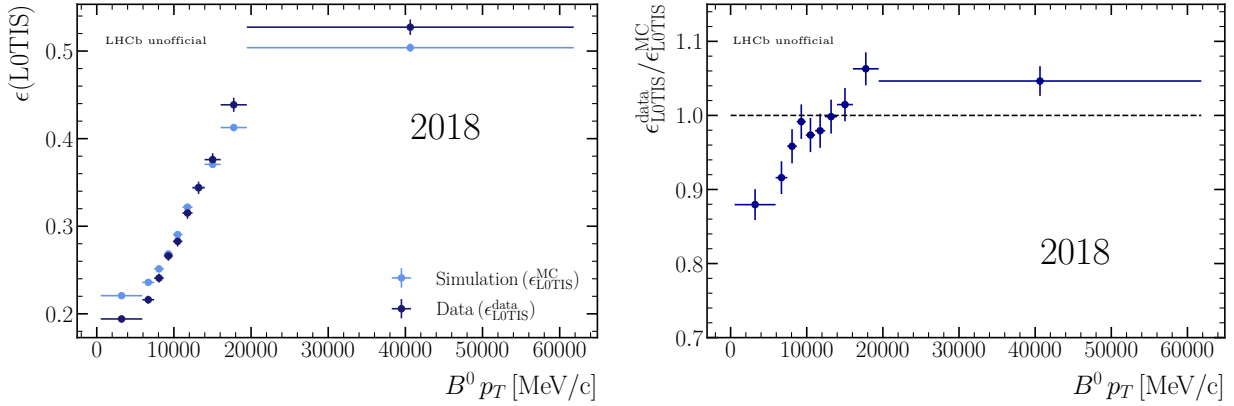 ϵ(L0TIS)
LHCb unofficial
2018
Simulation (ϵ^MC_L0TIS)
Data (ϵ^data_L0TIS)
0.5
0.4
0.3
0.2
0 10000 20000 30000 40000 50000 60000
B^0 p_T [MeV/c]
ϵ^data_L0TIS/ϵ^MC_L0TIS
LHCb unofficial
2018
1.1
1.0
0.9
0.8
0.7
0 10000 20000 30000 40000 50000 60000
B^0 p_T [MeV/c]